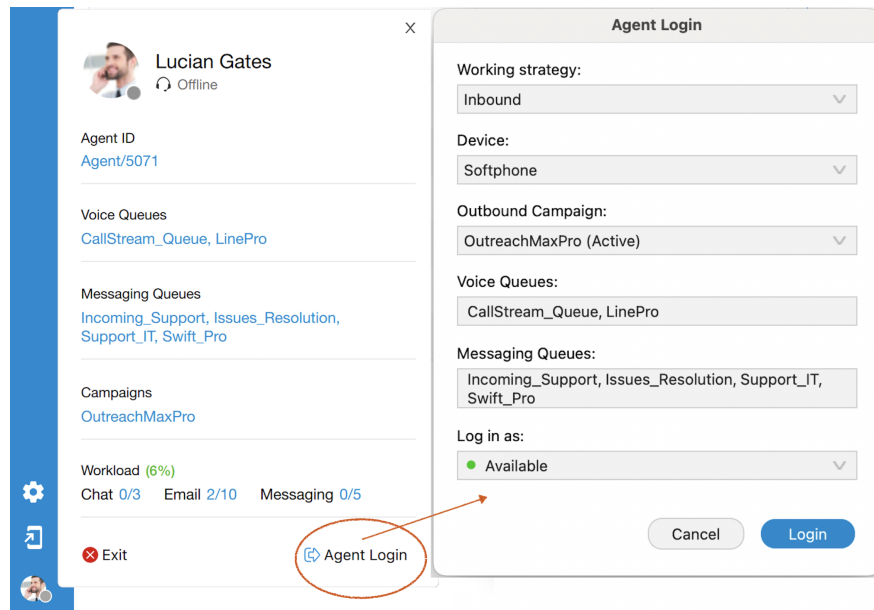 X
Lucian Gates
Offline
Agent ID
Agent/5071
Voice Queues
CallStream_Queue, LinePro
Messaging Queues
Incoming_Support, Issues_Resolution,
Support_IT, Swift_Pro
Campaigns
OutreachMaxPro
Workload (6%)
Chat 0/3 Email 2/10 Messaging 0/5
Exit
Agent Login
Agent Login
Working strategy:
Inbound
Device:
Softphone
Outbound Campaign:
OutreachMaxPro (Active)
Voice Queues:
CallStream_Queue, LinePro
Messaging Queues:
Incoming_Support, Issues_Resolution, Support_IT,
Swift_Pro
Log in as:
Available
Cancel
Login